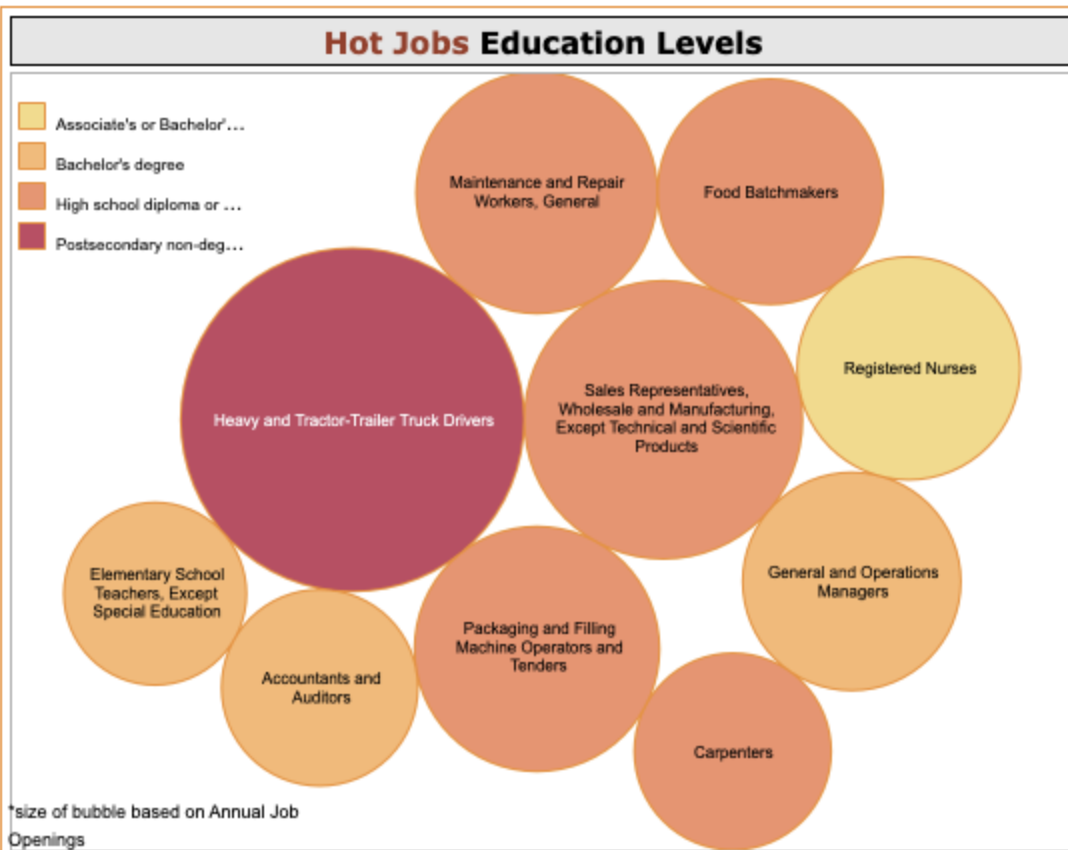 Hot Jobs Education Levels
Associate's or Bachelor'...
Bachelor's degree
High school diploma or ...
Postsecondary non-deg...
Maintenance and Repair
Workers, General
Food Batchmakers
Registered Nurses
Heavy and Tractor-Trailer Truck Drivers
Sales Representatives,
Wholesale and Manufacturing,
Except Technical and Scientific
Products
Elementary School
Teachers, Except
Special Education
General and Operations
Managers
Packaging and Filling
Machine Operators and
Tenders
Accountants and
Auditors
Carpenters
*size of bubble based on Annual Job
Openings